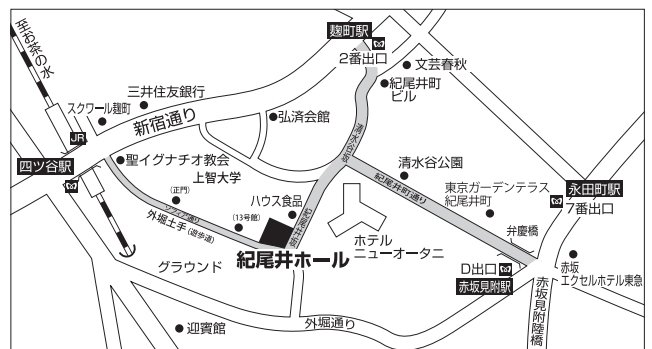 至お茶の水
スクワール麹町
三井住友銀行
新宿通り
JR
四ツ谷駅
聖イグナチオ教会
上智大学
(正門)
ソフィア通り
外堀土手(遊歩道)
(13号館)
ハウス食品
紀尾井坂
紀尾井ホール
グラウンド
迎賓館
外堀通り
麹町駅
2番出口
文芸春秋
紀尾井町
ビル
弘済会館
清水谷坂
清水谷公園
紀尾井町通り
東京ガーデンテラス
紀尾井町
ホテル
ニューオータニ
永田町駅
7番出口
弁慶橋
D出口
赤坂見附駅
赤坂
エクセルホテル東急
赤坂見附陸橋